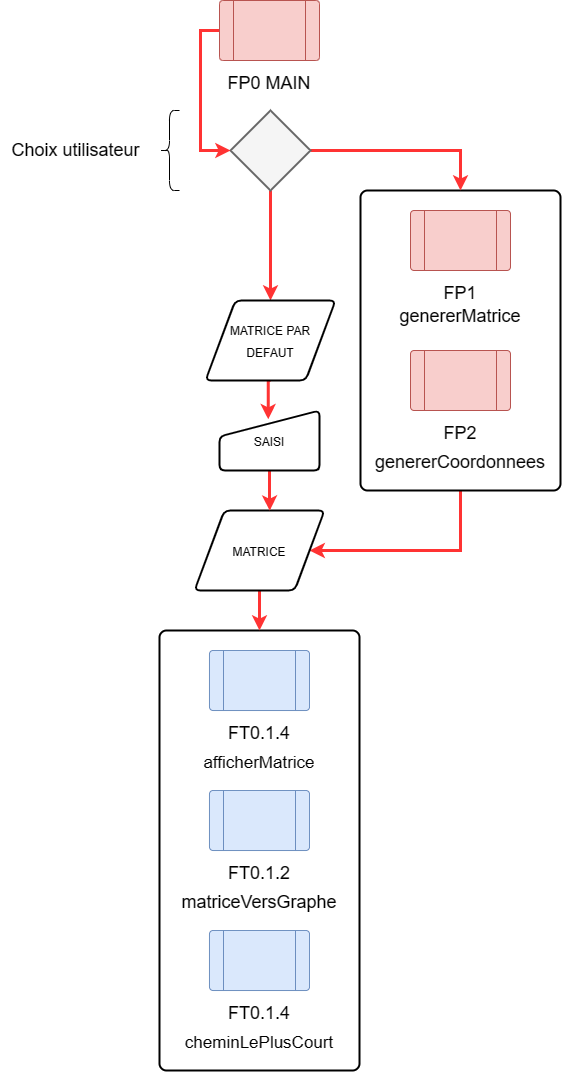 FP0 MAIN
Choix utilisateur
FP1
genererMatrice
FP2
genererCoordonnees
MATRICE PAR
DEFAUT
SAISI
MATRICE
FT0.1.4
afficherMatrice
FT0.1.2
matriceVersGraphe
FT0.1.4
cheminLePlusCourt